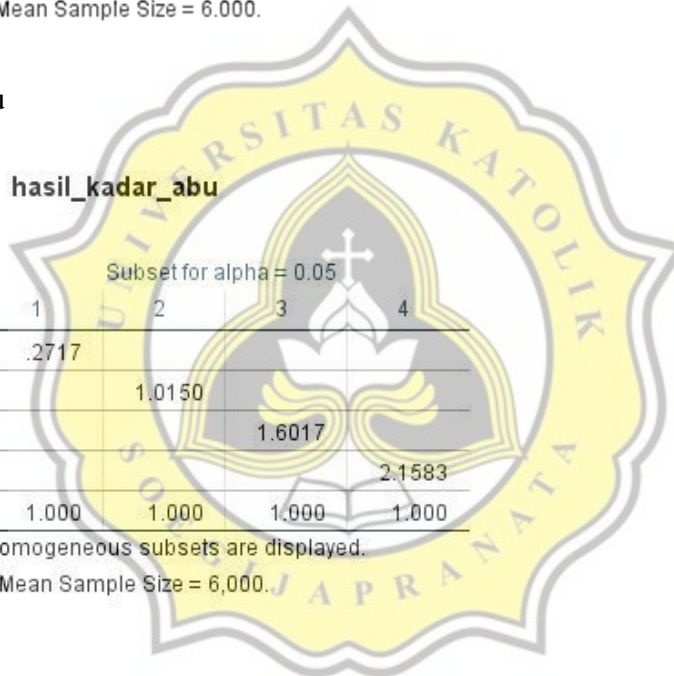 Mean Sample Size = 6.000.
hasil_kadar_abu
Subset for alpha = 0.05
1 2 3 4
.2717
1.0150
1.6017
2.1583
1.000 1.000 1.000 1.000
omogeneous subsets are displayed.
Mean Sample Size = 6,000.
UNIVERSITAS KATOLIK
SOEGIJAPRANATA